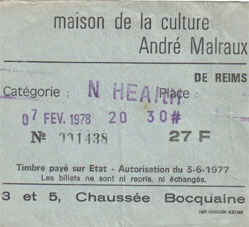 maison de la culture
André Malraux
DE REIMS
Catégorie : N HEALTH Place :
07 FEV. 1978 20 30#
№ 001438 27 F
Timbre payé sur Etat - Autorisation du 3-6-1977
Les billets ne sont ni repris, ni échangés.
3 et 5, Chaussée Bocquaine